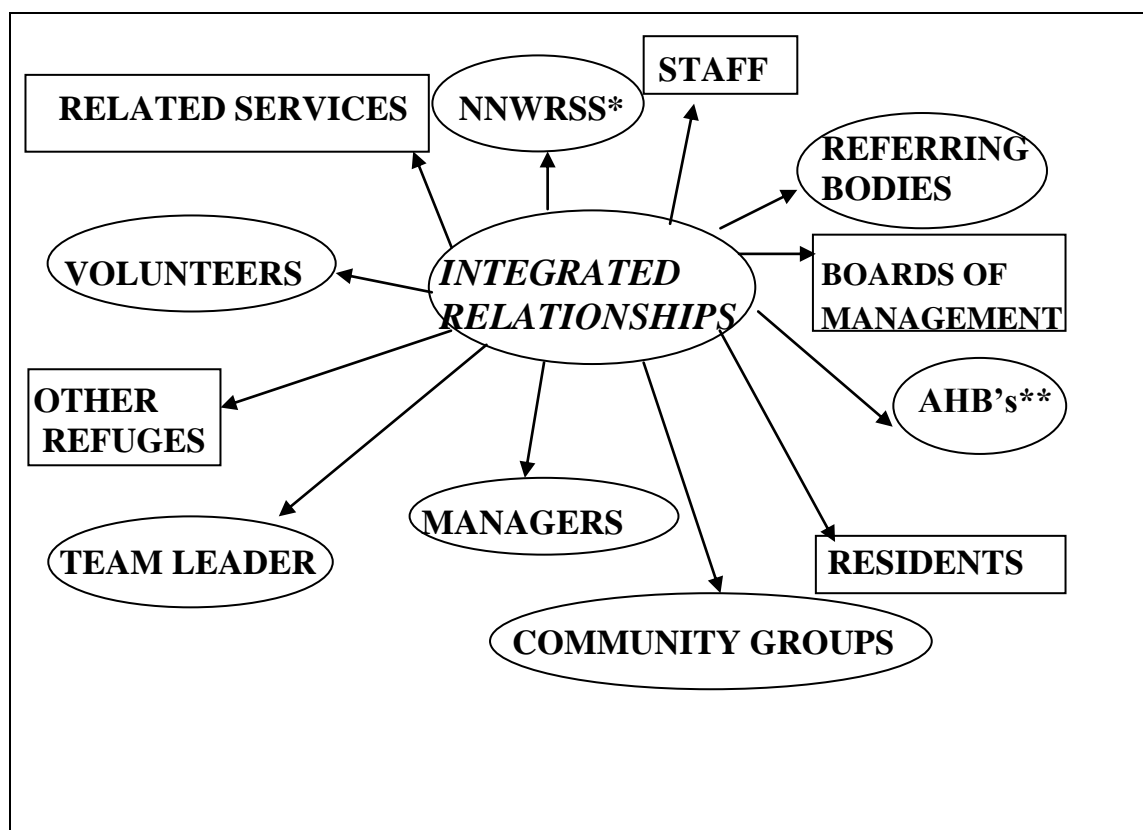 STAFF
RELATED SERVICES
NNWRSS*
REFERRING
BODIES
VOLUNTEERS
INTEGRATED
RELATIONSHIPS
BOARDS OF
MANAGEMENT
OTHER
REFUGES
AHB’s**
MANAGERS
TEAM LEADER
RESIDENTS
COMMUNITY GROUPS